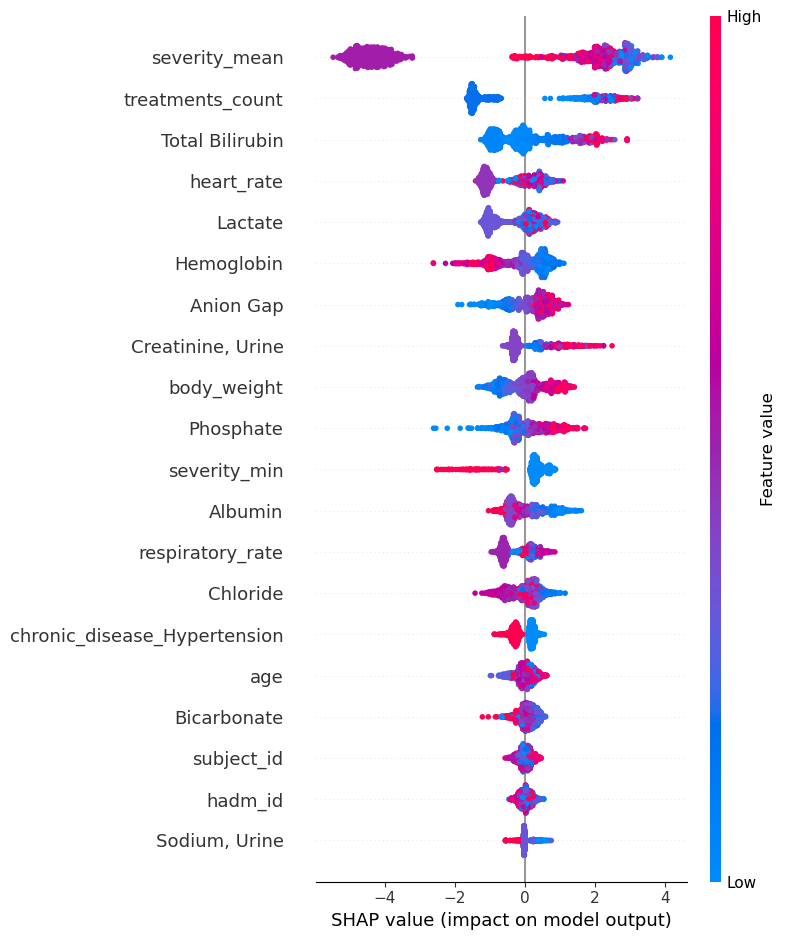 High
severity_mean
treatments_count
Total Bilirubin
heart_rate
Lactate
Hemoglobin
Anion Gap
Creatinine, Urine
body_weight
Phosphate
severity_min
Albumin
respiratory_rate
Chloride
chronic_disease_Hypertension
age
Bicarbonate
subject_id
hadm_id
Sodium, Urine
Feature value
Low
−4 −2 0 2 4
SHAP value (impact on model output)